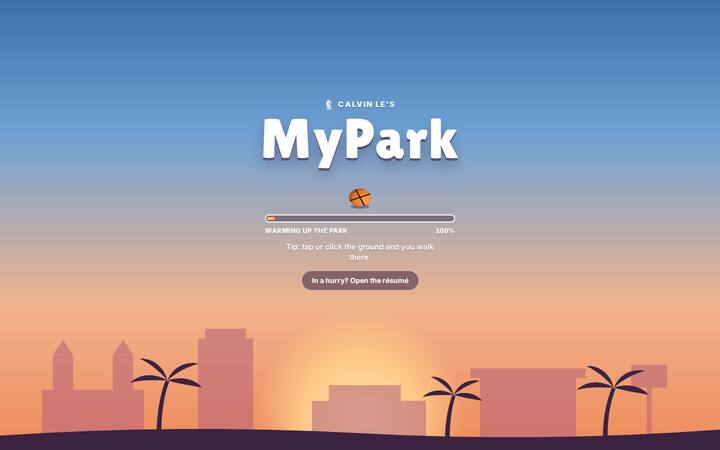 CALVIN LE'S
MyPark
WARMING UP THE PARK 100%
Tip: tap or click the ground and you walk
there.
In a hurry? Open the résumé